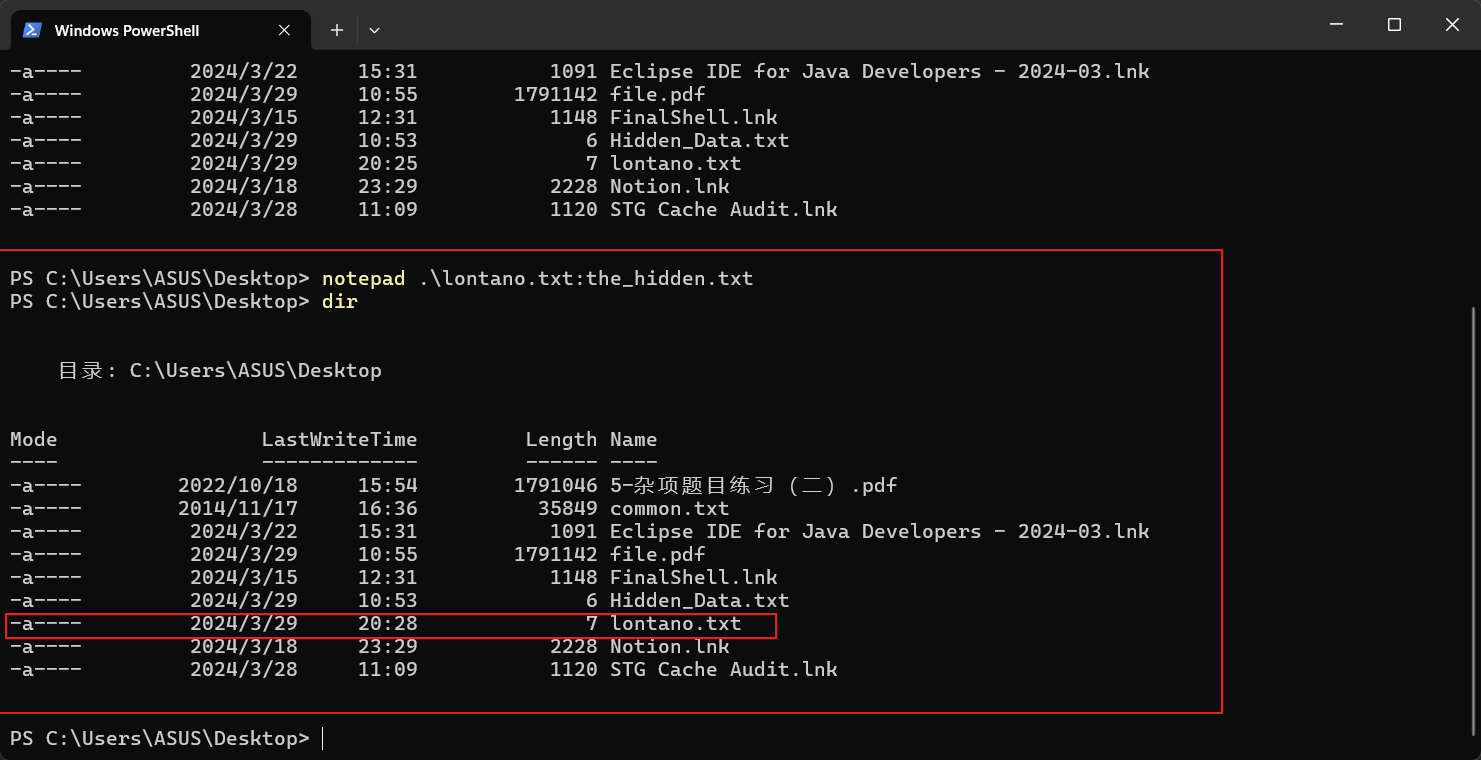 Windows PowerShell
-a----         2024/3/22     15:31           1091 Eclipse IDE for Java Developers - 2024-03.lnk
-a----         2024/3/29     10:55        1791142 file.pdf
-a----         2024/3/15     12:31           1148 FinalShell.lnk
-a----         2024/3/29     10:53              6 Hidden_Data.txt
-a----         2024/3/29     20:25              7 lontano.txt
-a----         2024/3/18     23:29           2228 Notion.lnk
-a----         2024/3/28     11:09           1120 STG Cache Audit.lnk
PS C:\Users\ASUS\Desktop> notepad .\lontano.txt:the_hidden.txt
PS C:\Users\ASUS\Desktop> dir
    目录: C:\Users\ASUS\Desktop
Mode                 LastWriteTime         Length Name
----                 -------------         ------ ----
-a----        2022/10/18     15:54        1791046 5-杂项题目练习（二）.pdf
-a----        2014/11/17     16:36          35849 common.txt
-a----         2024/3/22     15:31           1091 Eclipse IDE for Java Developers - 2024-03.lnk
-a----         2024/3/29     10:55        1791142 file.pdf
-a----         2024/3/15     12:31           1148 FinalShell.lnk
-a----         2024/3/29     10:53              6 Hidden_Data.txt
-a----         2024/3/29     20:28              7 lontano.txt
-a----         2024/3/18     23:29           2228 Notion.lnk
-a----         2024/3/28     11:09           1120 STG Cache Audit.lnk
PS C:\Users\ASUS\Desktop>